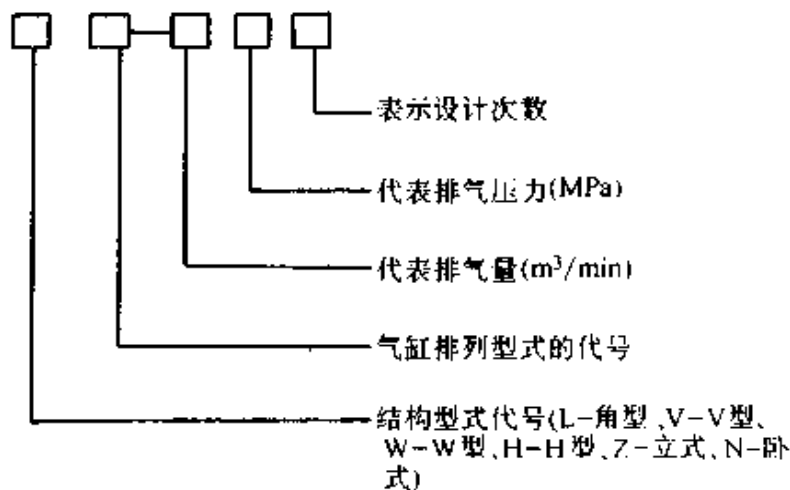 表示设计次数
代表排气压力(MPa)
代表排气量(m³/min)
气缸排列型式的代号
结构型式代号(L-角型、V-V型、
W-W型、H-H型、Z-立式、N-卧
式)